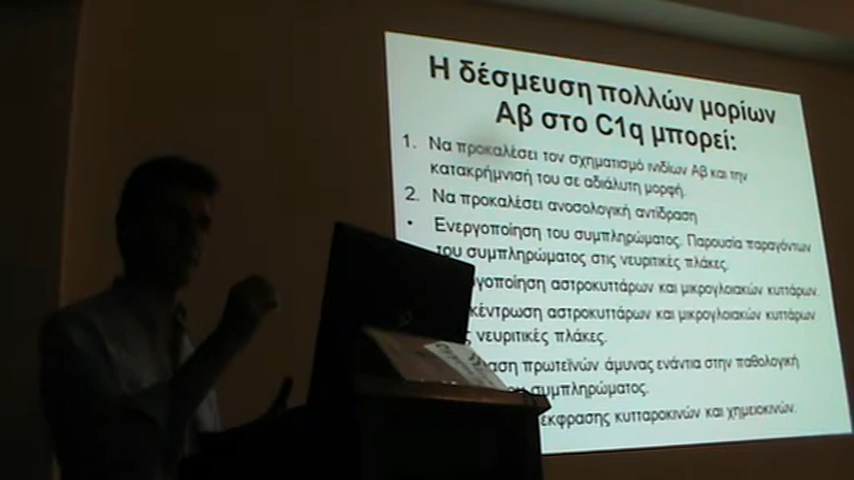 Η δέσμευση πολλών μορίων
Αβ στο C1q μπορεί:
1. Να προκαλέσει τον σχηματισμό ινιδίων Αβ και την
κατακρήμνισή του σε αδιάλυτη μορφή.
2. Να προκαλέσει ανοσολογική αντίδραση
• Ενεργοποίηση του συμπληρώματος. Παρουσία παραγόντων
του συμπληρώματος στις νευριτικές πλάκες.
αστροκυττάρων και μικρογλοιακών κυττάρων.
αστροκυττάρων και μικρογλοιακών κυττάρων
νευριτικές πλάκες.
πρωτεϊνών άμυνας ενάντια στην παθολογική
συμπληρώματος.
κυτταροκινών και χημειοκινών.